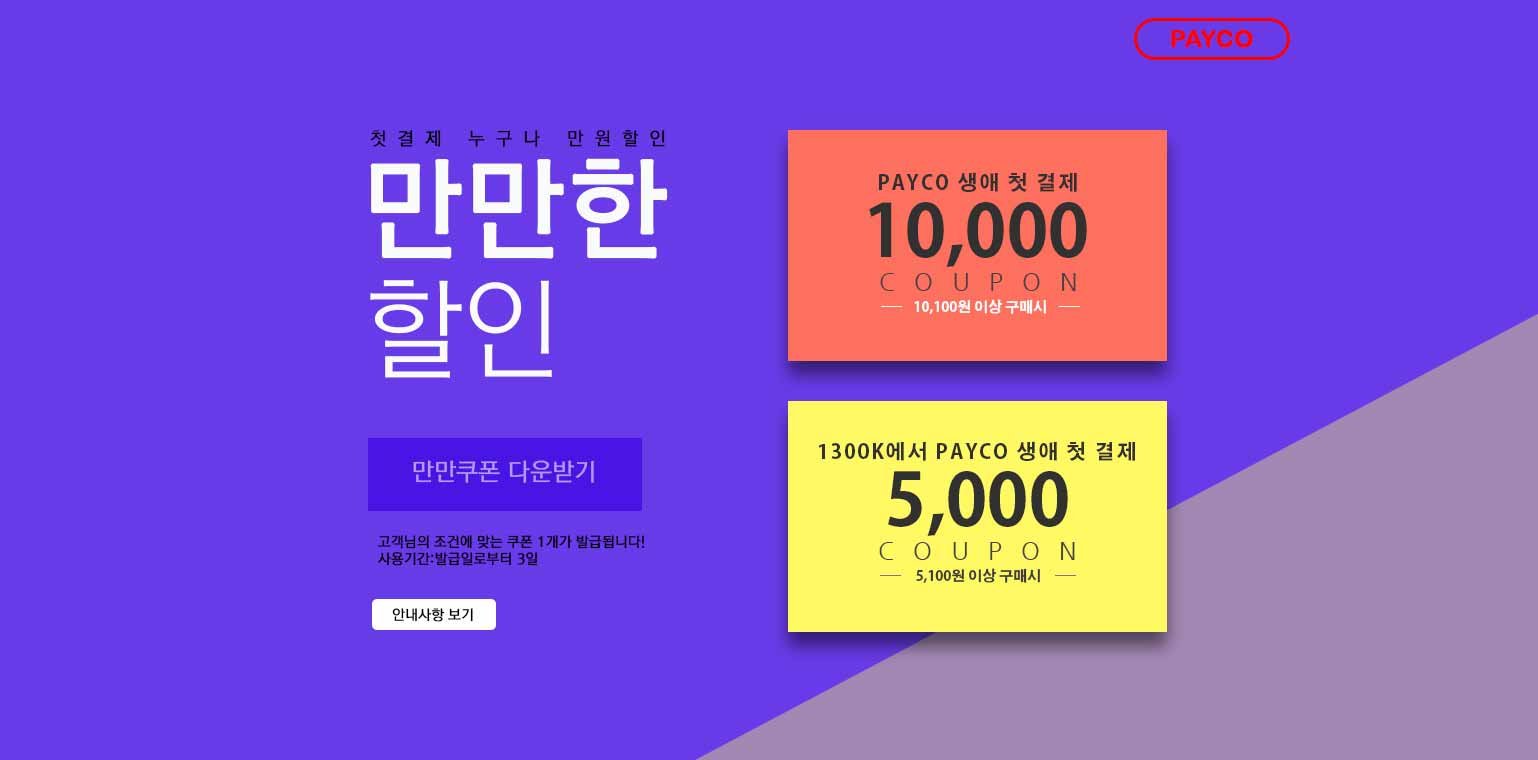 PAYCO
첫결제 누구나 만원할인
만만한
할인
만만쿠폰 다운받기
고객님의 조건에 맞는 쿠폰 1개가 발급됩니다!
사용기간:발급일로부터 3일
안내사항 보기
PAYCO 생애 첫 결제
10,000
COUPON
10,100원 이상 구매시
1300K에서 PAYCO 생애 첫 결제
5,000
COUPON
5,100원 이상 구매시